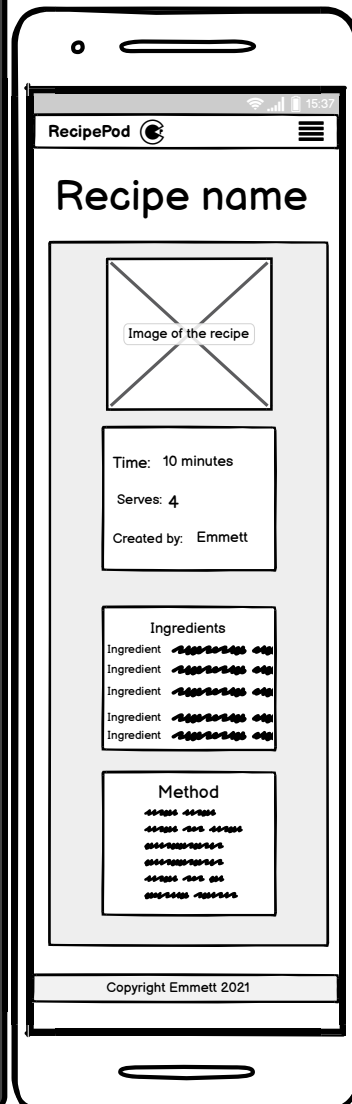 15:37
RecipePod
Recipe name
Image of the recipe
Time: 10 minutes
Serves: 4
Created by: Emmett
Ingredients
Ingredient
Ingredient
Ingredient
Ingredient
Ingredient
Method
Copyright Emmett 2021